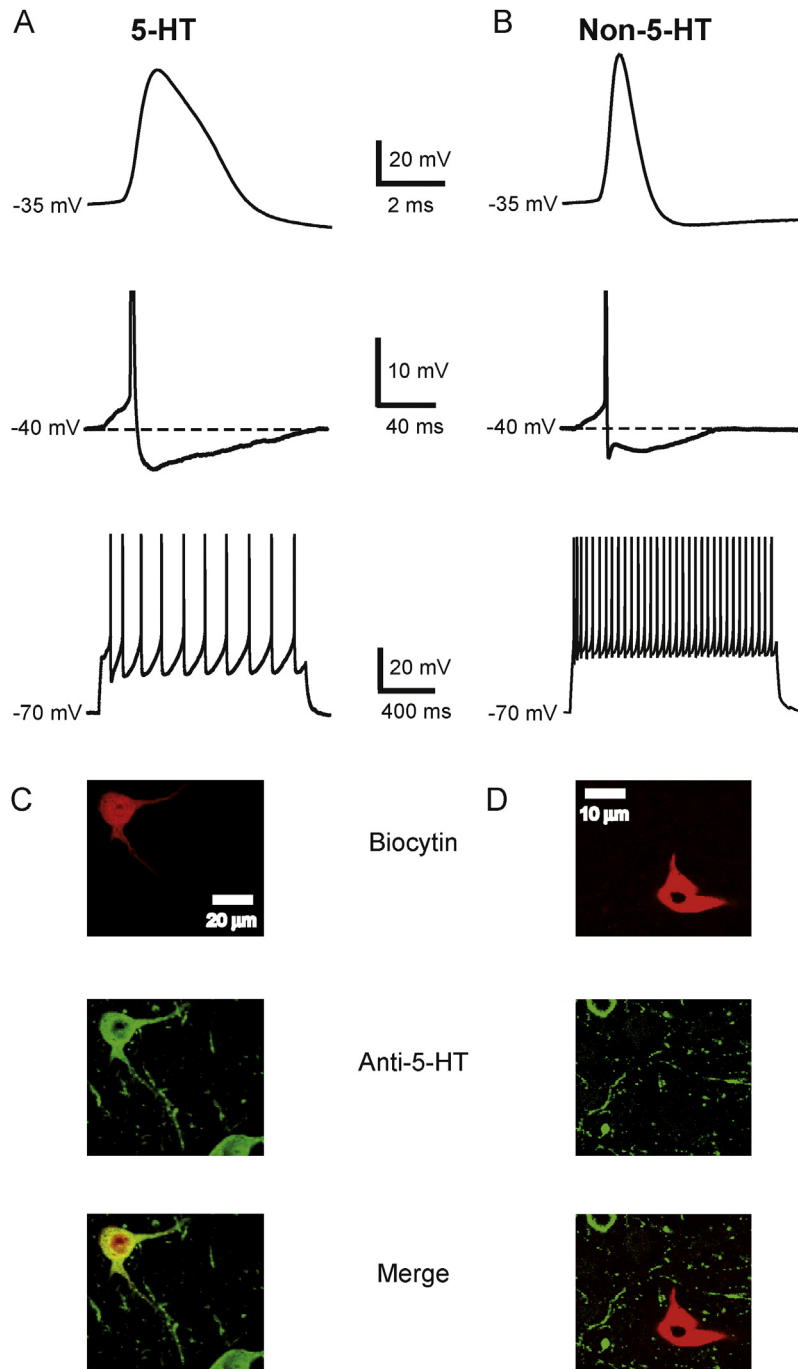 A
5-HT
B
Non-5-HT
-35 mV
20 mV
2 ms
-35 mV
-40 mV
10 mV
40 ms
-40 mV
-70 mV
20 mV
400 ms
-70 mV
C
20 µm
Biocytin
D
10 µm
Anti-5-HT
Merge